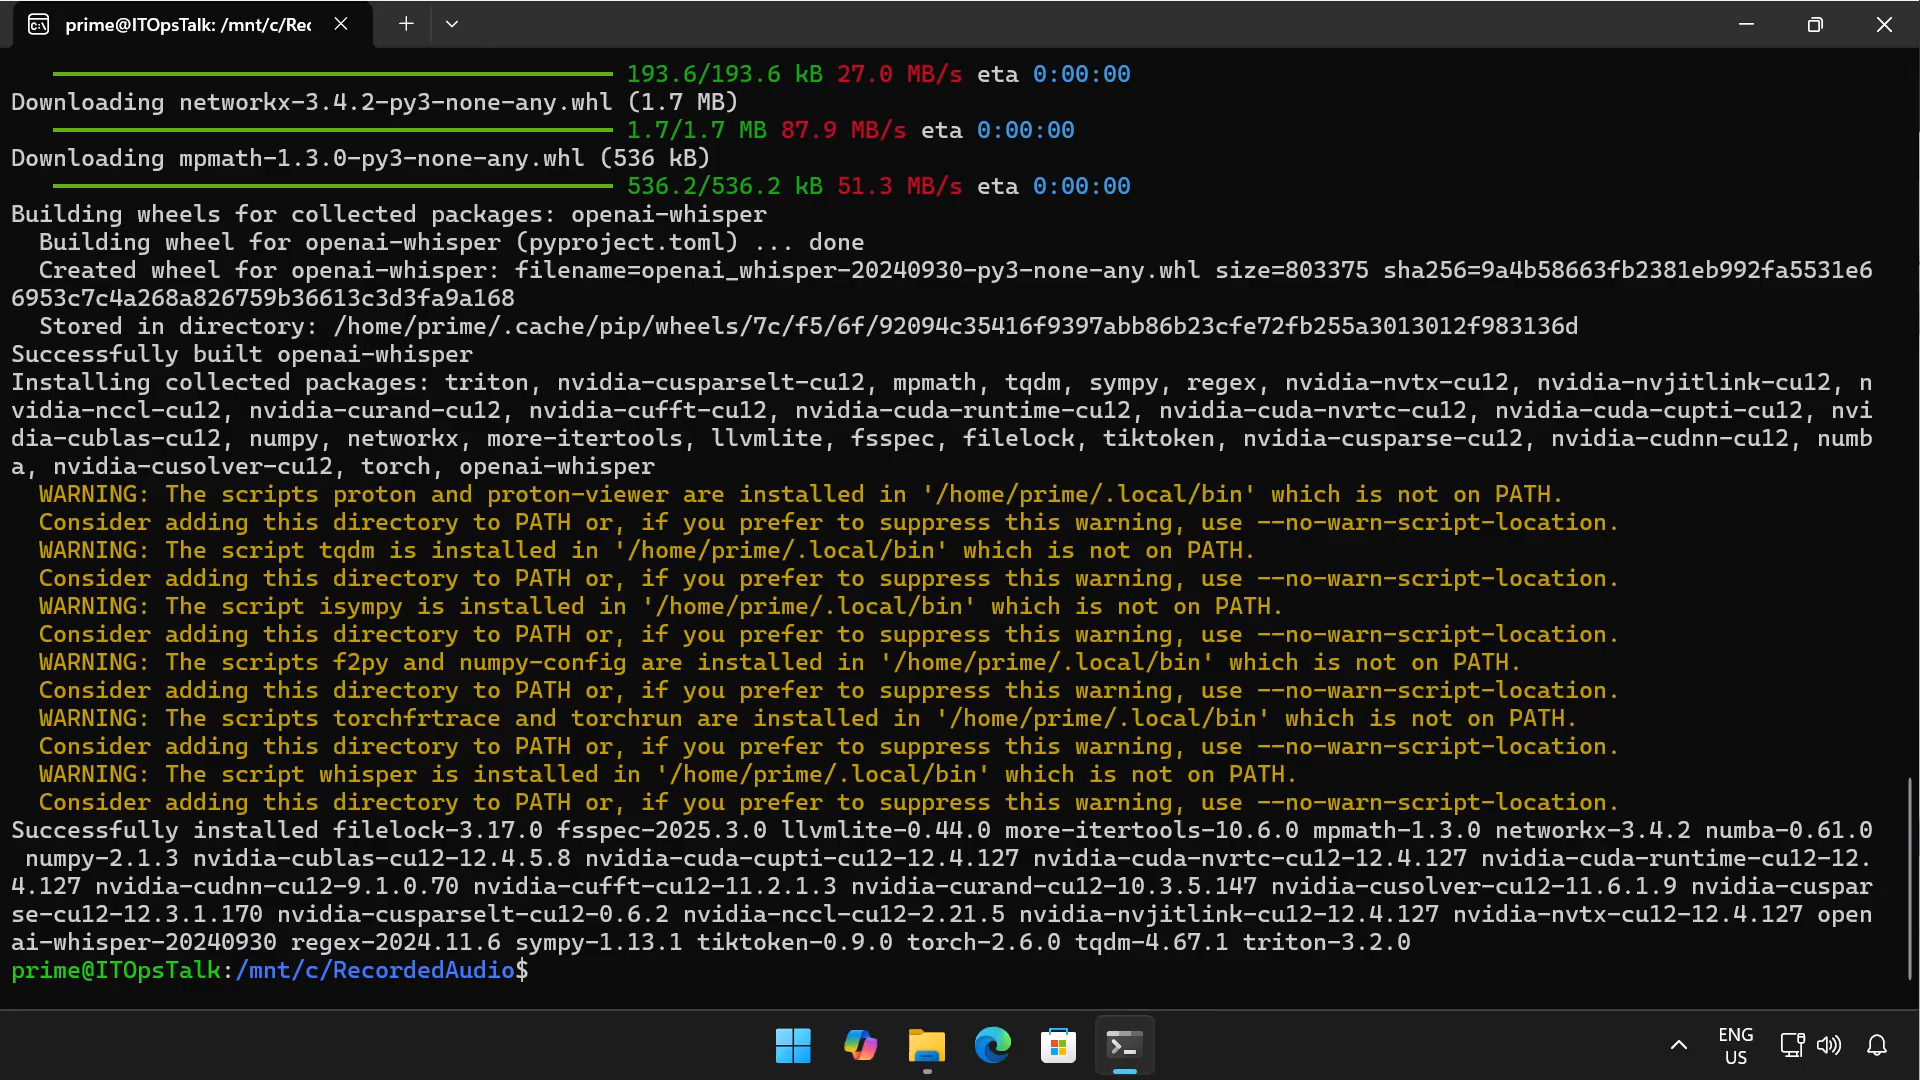 prime@ITOpsTalk: /mnt/c/Rec
193.6/193.6 kB 27.0 MB/s eta 0:00:00
Downloading networkx-3.4.2-py3-none-any.whl (1.7 MB)
1.7/1.7 MB 87.9 MB/s eta 0:00:00
Downloading mpmath-1.3.0-py3-none-any.whl (536 kB)
536.2/536.2 kB 51.3 MB/s eta 0:00:00
Building wheels for collected packages: openai-whisper
Building wheel for openai-whisper (pyproject.toml) ... done
Created wheel for openai-whisper: filename=openai_whisper-20240930-py3-none-any.whl size=803375 sha256=9a4b58663fb2381eb992fa5531e6
6953c7c4a268a826759b36613c3d3fa9a168
Stored in directory: /home/prime/.cache/pip/wheels/7c/f5/6f/92094c35416f9397abb86b23cfe72fb255a3013012f983136d
Successfully built openai-whisper
Installing collected packages: triton, nvidia-cusparselt-cu12, mpmath, tqdm, sympy, regex, nvidia-nvtx-cu12, nvidia-nvjitlink-cu12, n
vidia-nccl-cu12, nvidia-curand-cu12, nvidia-cufft-cu12, nvidia-cuda-runtime-cu12, nvidia-cuda-nvrtc-cu12, nvidia-cuda-cupti-cu12, nvi
dia-cublas-cu12, numpy, networkx, more-itertools, llvmlite, fsspec, filelock, tiktoken, nvidia-cusparse-cu12, nvidia-cudnn-cu12, numb
a, nvidia-cusolver-cu12, torch, openai-whisper
WARNING: The scripts proton and proton-viewer are installed in '/home/prime/.local/bin' which is not on PATH.
Consider adding this directory to PATH or, if you prefer to suppress this warning, use --no-warn-script-location.
WARNING: The script tqdm is installed in '/home/prime/.local/bin' which is not on PATH.
Consider adding this directory to PATH or, if you prefer to suppress this warning, use --no-warn-script-location.
WARNING: The script isympy is installed in '/home/prime/.local/bin' which is not on PATH.
Consider adding this directory to PATH or, if you prefer to suppress this warning, use --no-warn-script-location.
WARNING: The scripts f2py and numpy-config are installed in '/home/prime/.local/bin' which is not on PATH.
Consider adding this directory to PATH or, if you prefer to suppress this warning, use --no-warn-script-location.
WARNING: The scripts torchfrtrace and torchrun are installed in '/home/prime/.local/bin' which is not on PATH.
Consider adding this directory to PATH or, if you prefer to suppress this warning, use --no-warn-script-location.
WARNING: The script whisper is installed in '/home/prime/.local/bin' which is not on PATH.
Consider adding this directory to PATH or, if you prefer to suppress this warning, use --no-warn-script-location.
Successfully installed filelock-3.17.0 fsspec-2025.3.0 llvmlite-0.44.0 more-itertools-10.6.0 mpmath-1.3.0 networkx-3.4.2 numba-0.61.0
numpy-2.1.3 nvidia-cublas-cu12-12.4.5.8 nvidia-cuda-cupti-cu12-12.4.127 nvidia-cuda-nvrtc-cu12-12.4.127 nvidia-cuda-runtime-cu12-12.
4.127 nvidia-cudnn-cu12-9.1.0.70 nvidia-cufft-cu12-11.2.1.3 nvidia-curand-cu12-10.3.5.147 nvidia-cusolver-cu12-11.6.1.9 nvidia-cuspar
se-cu12-12.3.1.170 nvidia-cusparselt-cu12-0.6.2 nvidia-nccl-cu12-2.21.5 nvidia-nvjitlink-cu12-12.4.127 nvidia-nvtx-cu12-12.4.127 open
ai-whisper-20240930 regex-2024.11.6 sympy-1.13.1 tiktoken-0.9.0 torch-2.6.0 tqdm-4.67.1 triton-3.2.0
prime@ITOpsTalk:/mnt/c/RecordedAudio$
ENG
US